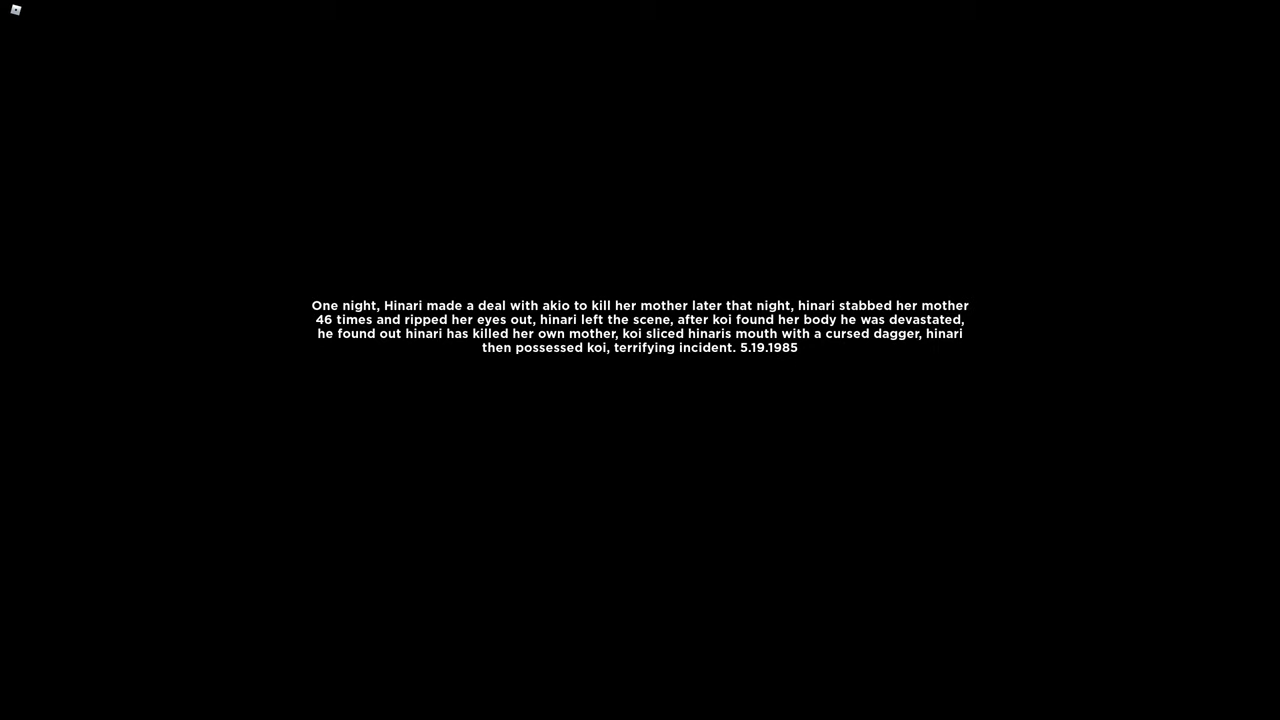 One night, Hinari made a deal with akio to kill her mother later that night, hinari stabbed her mother
46 times and ripped her eyes out, hinari left the scene, after koi found her body he was devastated,
he found out hinari has killed her own mother, koi sliced hinaris mouth with a cursed dagger, hinari
then possessed koi, terrifying incident. 5.19.1985